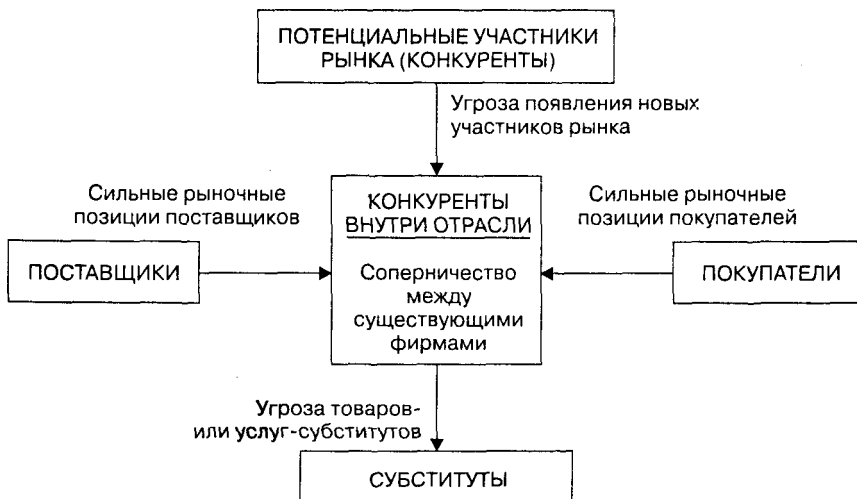 ПОТЕНЦИАЛЬНЫЕ УЧАСТНИКИ
РЫНКА (КОНКУРЕНТЫ)
Угроза появления новых
участников рынка
Сильные рыночные
позиции поставщиков
ПОСТАВЩИКИ
КОНКУРЕНТЫ
ВНУТРИ ОТРАСЛИ
Соперничество
между
существующими
фирмами
Сильные рыночные
позиции покупателей
ПОКУПАТЕЛИ
Угроза товаров-
или услуг-субститутов
СУБСТИТУТЫ